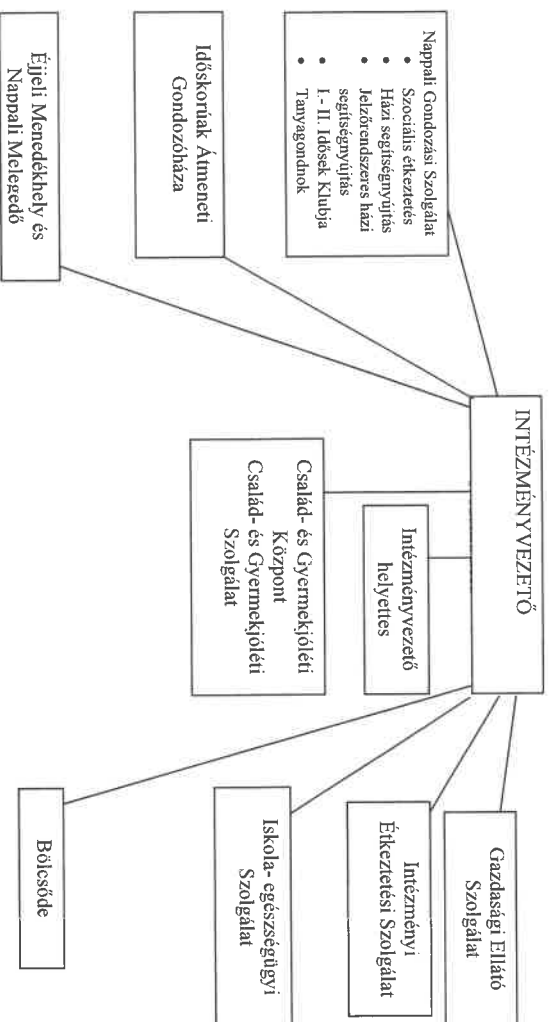 INTÉZMÉNYVEZETŐ
Nappali Gondozási Szolgálat
• Szociális étkeztetés
• Házi segítségnyújtás
• Jelzőrendszeres házi
segítségnyújtás
• I.- II. Idősek Klubja
• Tanyagondnok
Időskorúak Átmeneti
Gondozóháza
Éjjeli Menedékhely és
Nappali Melegedő
Intézményvezető
helyettes
Család- és Gyermekjóléti
Központ
Család- és Gyermekjóléti
Szolgálat
Gazdasági Ellátó
Szolgálat
Intézményi
Étkeztetési Szolgálat
Iskola- egészségügyi
Szolgálat
Bölcsőde